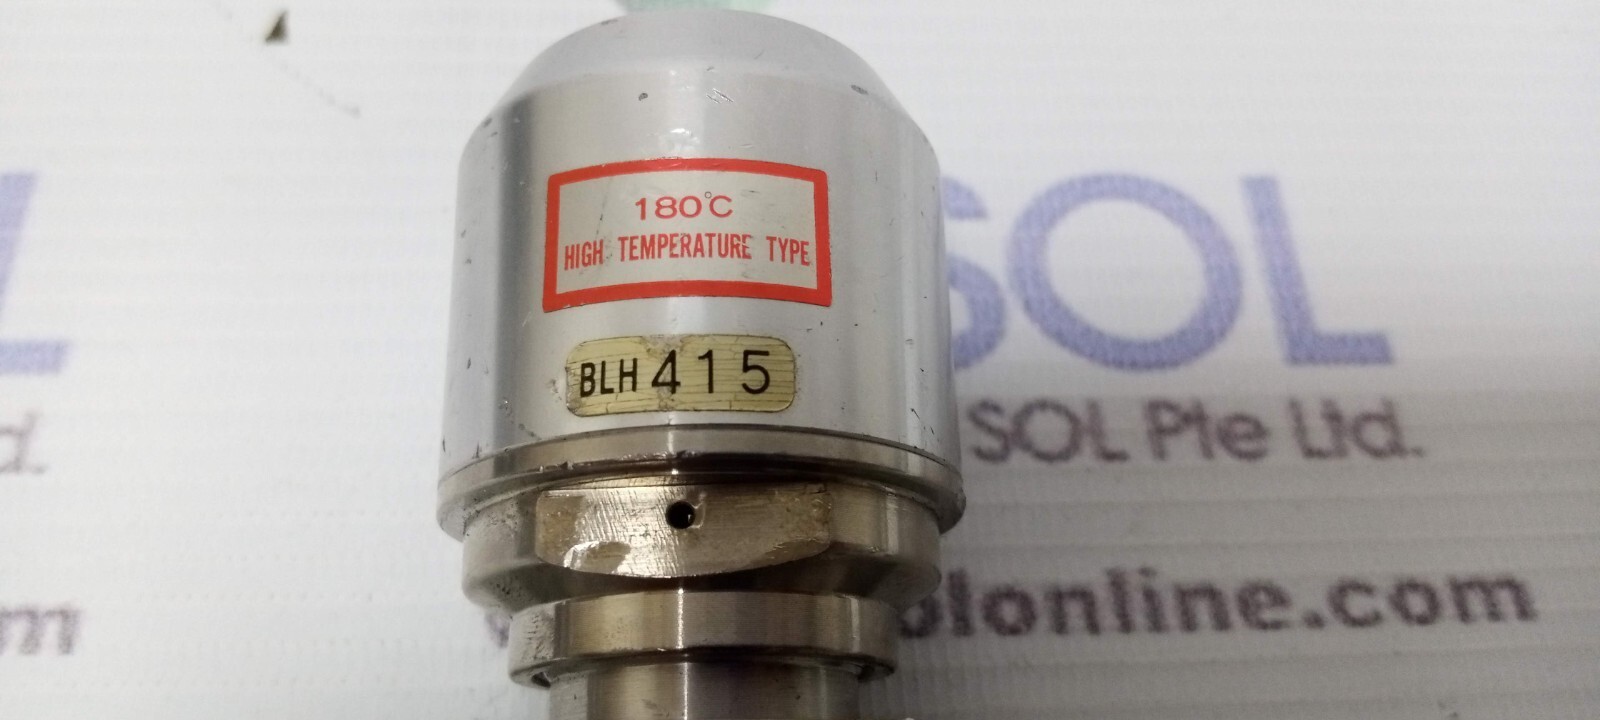 180°C
HIGH TEMPERATURE TYPE
BLH 415
SOL
SOL Pte Ltd.
olonline.com
L
d.
m